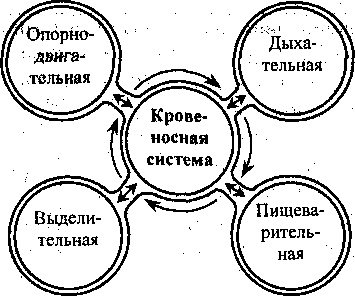 Опорно-
двига-
тельная
Дыха-
тельная
Крове-
носная
система
Выдели-
тельная
Пищева-
ритель-
ная